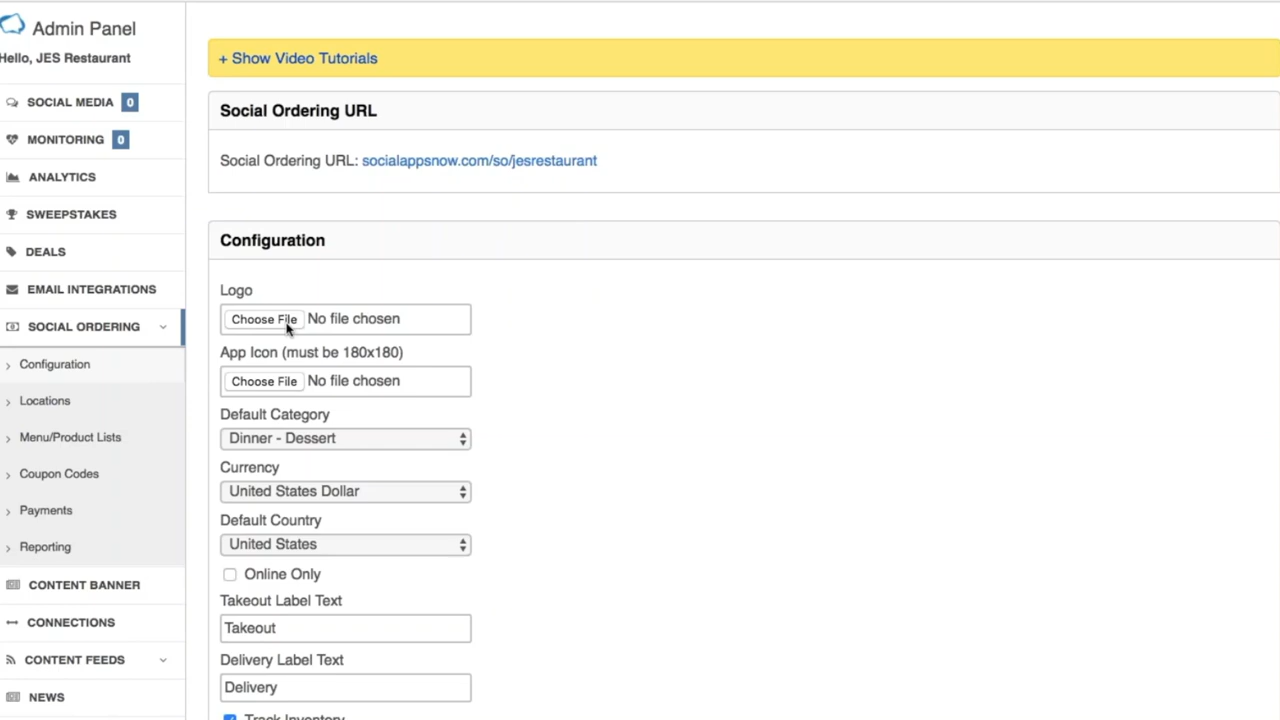 Admin Panel
Hello, JES Restaurant
SOCIAL MEDIA 0
MONITORING 0
ANALYTICS
SWEEPSTAKES
DEALS
EMAIL INTEGRATIONS
SOCIAL ORDERING
Configuration
Locations
Menu/Product Lists
Coupon Codes
Payments
Reporting
CONTENT BANNER
CONNECTIONS
CONTENT FEEDS
NEWS
+ Show Video Tutorials
Social Ordering URL
Social Ordering URL: socialappsnow.com/so/jesrestaurant
Configuration
Logo
Choose File No file chosen
App Icon (must be 180x180)
Choose File No file chosen
Default Category
Dinner - Dessert
Currency
United States Dollar
Default Country
United States
Online Only
Takeout Label Text
Takeout
Delivery Label Text
Delivery
Track Inventory